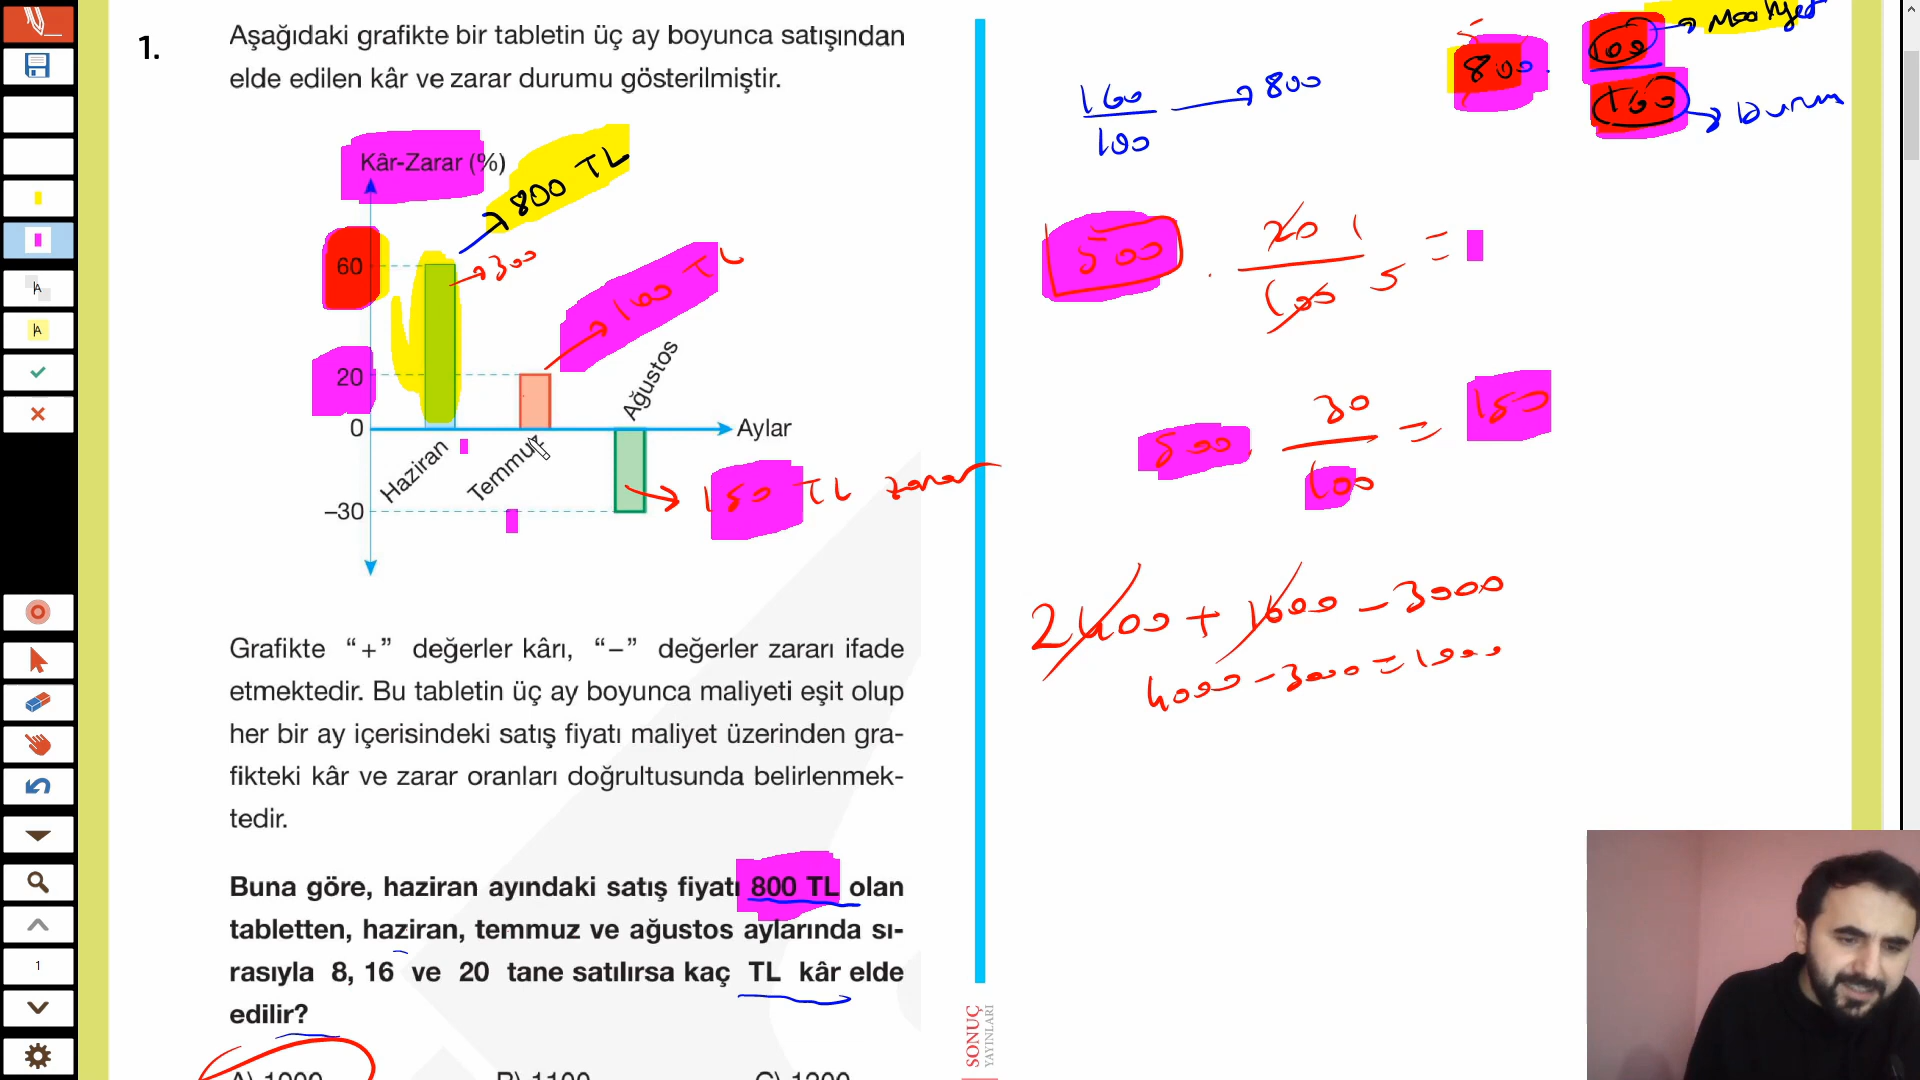 1.
Aşağıdaki grafikte bir tabletin üç ay boyunca satışından
elde edilen kâr ve zarar durumu gösterilmiştir.
Kâr-Zarar (%)
800 TL
60
300
160 TL
20
0
Aylar
Haziran
Temmuz
Ağustos
-30
150 TL zarar
Grafikte “+” değerler kârı, “–” değerler zararı ifade
etmektedir. Bu tabletin üç ay boyunca maliyeti eşit olup
her bir ay içerisindeki satış fiyatı maliyet üzerinden gra-
fikteki kâr ve zarar oranları doğrultusunda belirlenmek-
tedir.
Buna göre, haziran ayındaki satış fiyatı 800 TL olan
tabletten, haziran, temmuz ve ağustos aylarında sı-
rasıyla 8, 16 ve 20 tane satılırsa kaç TL kâr elde
edilir?
A) 1000 B) 1100 C) 1200
160
100
800
800 .
100
maliyet
160
Durum
500 .
20 1
100 5
=
500 .
30
100
= 150
2400 + 1600 - 3000
4000 - 3000 = 1000
SONUÇ
YAYINLARI
A
A
1